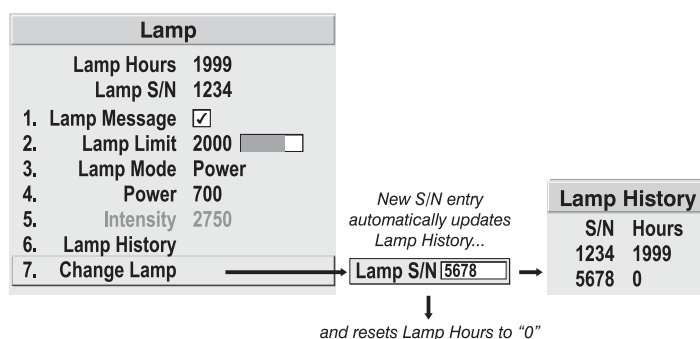 Lamp
Lamp Hours 1999
Lamp S/N 1234
1. Lamp Message ✓
2. Lamp Limit 2000
3. Lamp Mode Power
4. Power 700
5. Intensity 2750
6. Lamp History
7. Change Lamp
New S/N entry
automatically updates
Lamp History...
Lamp S/N 5678
and resets Lamp Hours to “0”
Lamp History
S/N Hours
1234 1999
5678 0